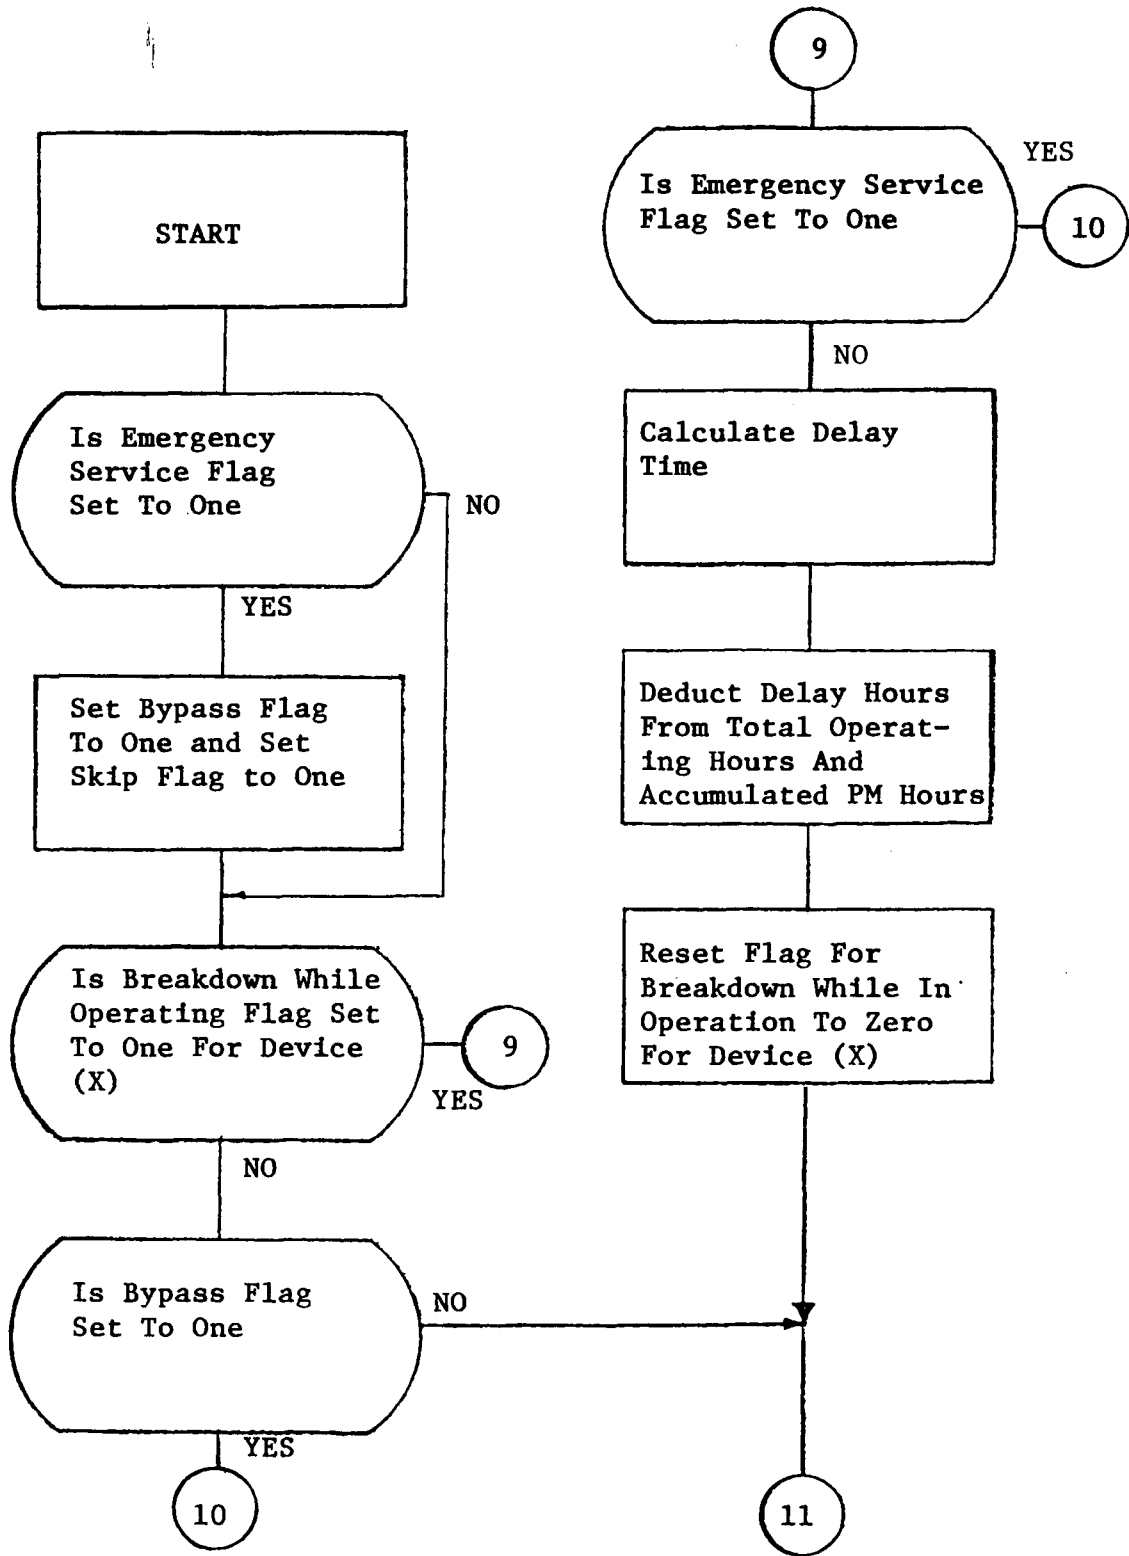 START
Is Emergency
Service Flag
Set To One
NO
YES
Set Bypass Flag
To One and Set
Skip Flag to One
Is Breakdown While
Operating Flag Set
To One For Device
(X)
9
YES
NO
Is Bypass Flag
Set To One
NO
YES
10
9
Is Emergency Service
Flag Set To One
YES
10
NO
Calculate Delay
Time
Deduct Delay Hours
From Total Operat-
ing Hours And
Accumulated PM Hours
Reset Flag For
Breakdown While In
Operation To Zero
For Device (X)
11